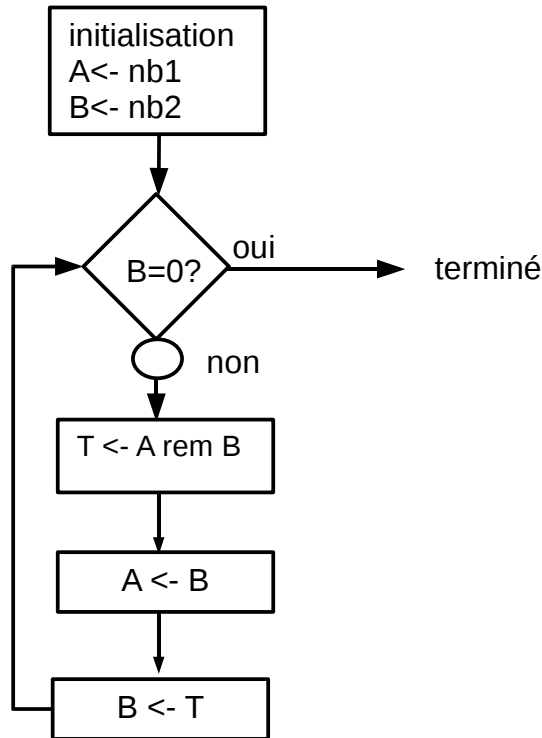 initialisation
A<- nb1
B<- nb2
B=0?
oui
terminé
non
T <- A rem B
A <- B
B <- T